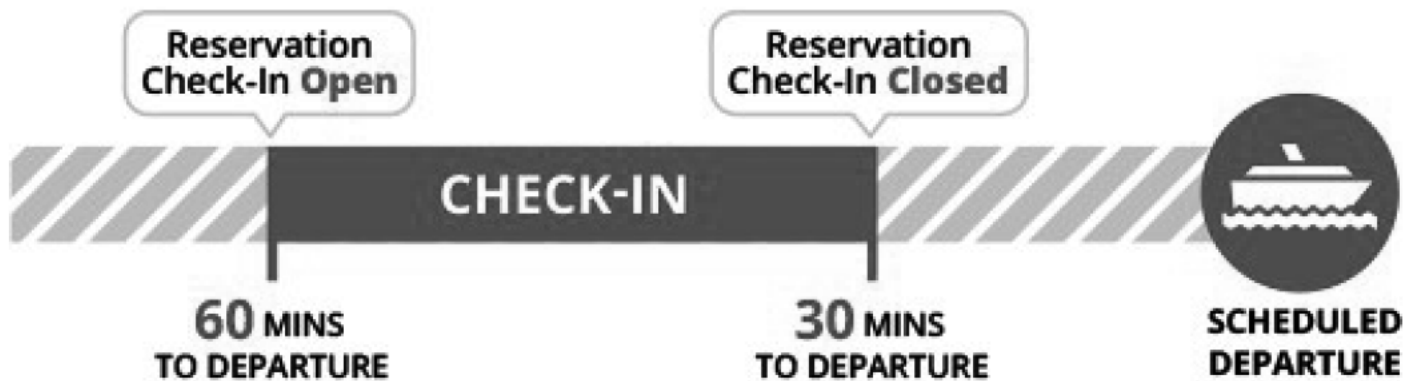 Reservation
Check-In Open
Reservation
Check-In Closed
CHECK-IN
60 MINS
TO DEPARTURE
30 MINS
TO DEPARTURE
SCHEDULED
DEPARTURE